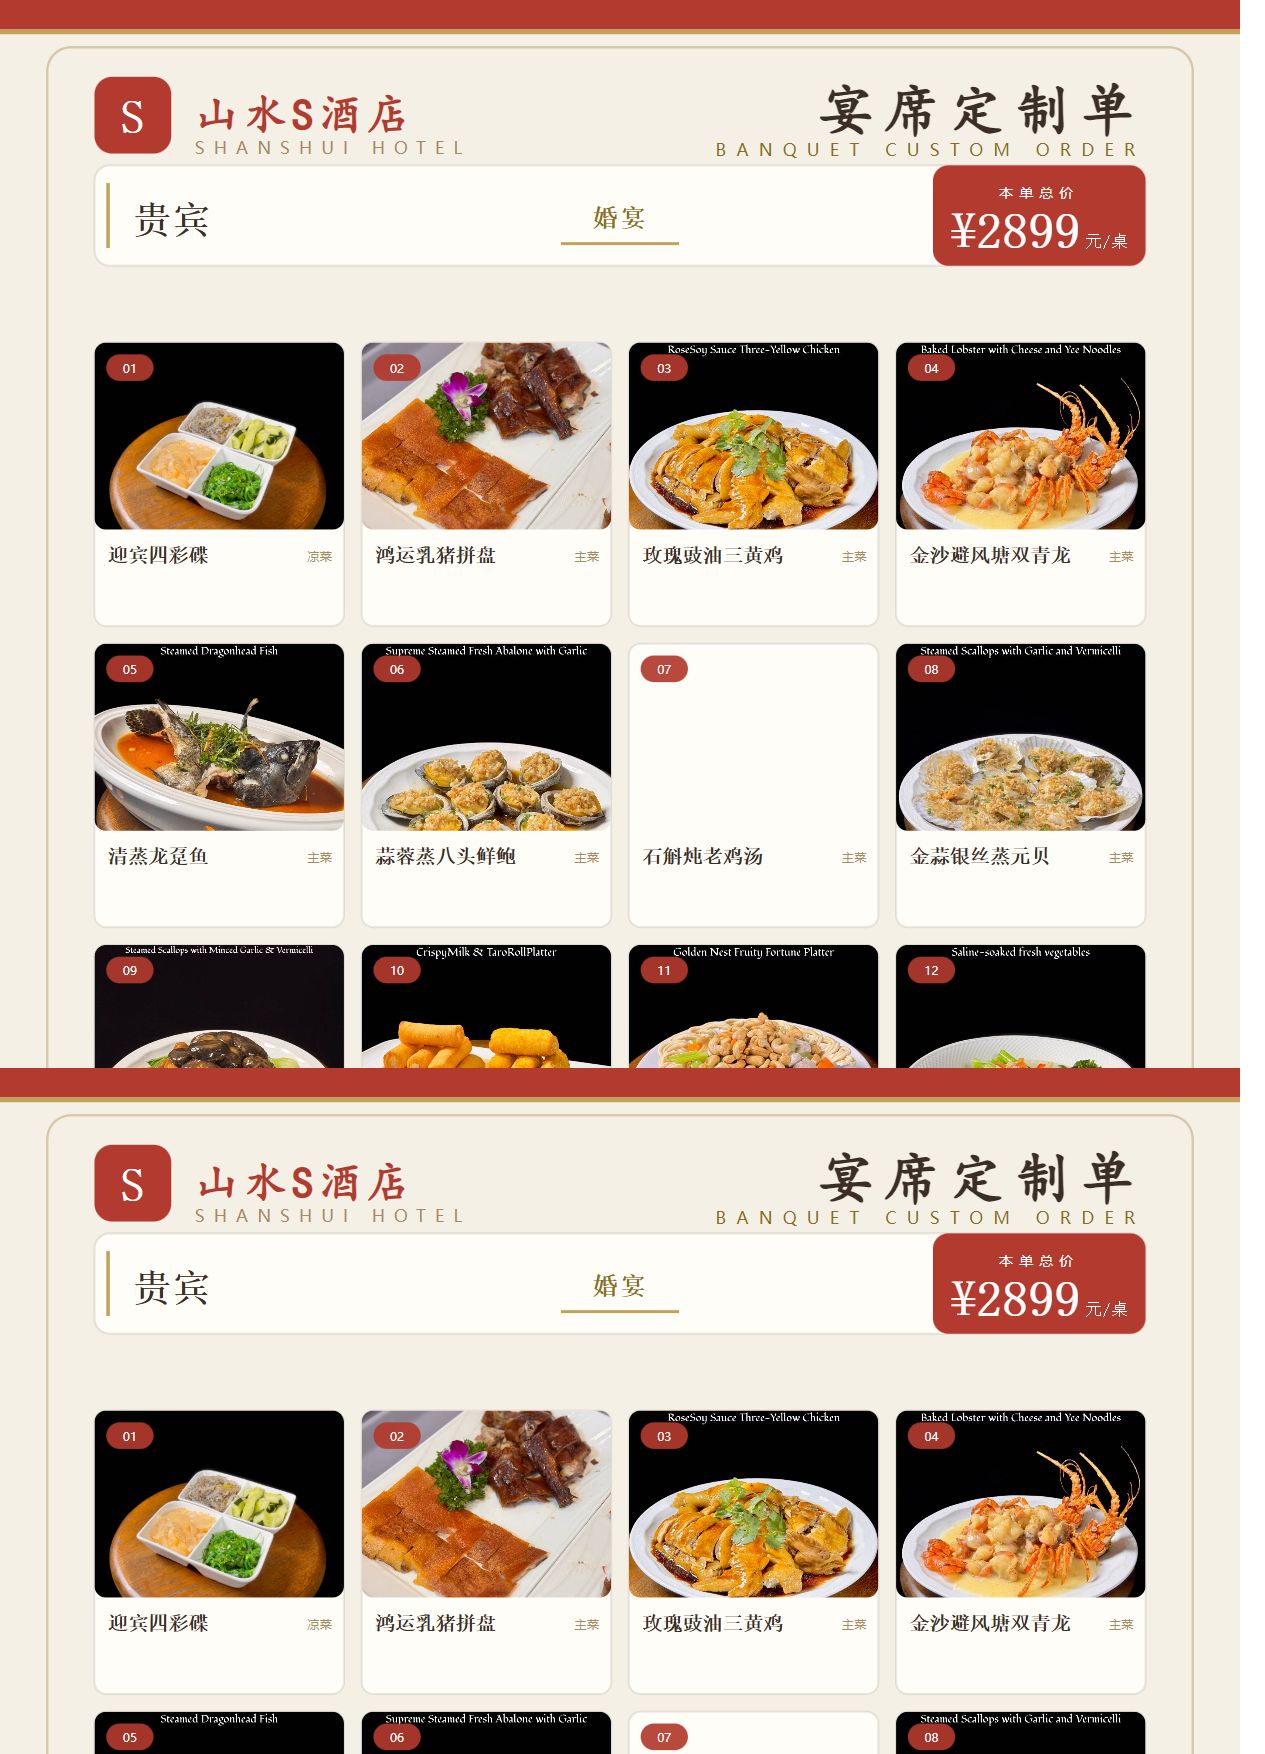 S
山水S酒店
SHANSHUI HOTEL
宴席定制单
BANQUET CUSTOM ORDER
贵宾
婚宴
本单总价
¥2899 元/桌
01
迎宾四彩碟 凉菜
02
鸿运乳猪拼盘 主菜
RoseSoy Sauce Three-Yellow Chicken
03
玫瑰豉油三黄鸡 主菜
Baked Lobster with Cheese and Yee Noodles
04
金沙避风塘双青龙 主菜
Steamed Dragonhead Fish
05
清蒸龙趸鱼 主菜
Supreme Steamed Fresh Abalone with Garlic
06
蒜蓉蒸八头鲜鲍 主菜
07
石斛炖老鸡汤 主菜
Steamed Scallops with Garlic and Vermicelli
08
金蒜银丝蒸元贝 主菜
Steamed Scallops with Minced Garlic & Vermicelli
09
CrispyMilk & TaroRollPlatter
10
Golden Nest Fruity Fortune Platter
11
Saline-soaked fresh vegetables
12
S
山水S酒店
SHANSHUI HOTEL
宴席定制单
BANQUET CUSTOM ORDER
贵宾
婚宴
本单总价
¥2899 元/桌
01
迎宾四彩碟 凉菜
02
鸿运乳猪拼盘 主菜
RoseSoy Sauce Three-Yellow Chicken
03
玫瑰豉油三黄鸡 主菜
Baked Lobster with Cheese and Yee Noodles
04
金沙避风塘双青龙 主菜
Steamed Dragonhead Fish
05
Supreme Steamed Fresh Abalone with Garlic
06
07
Steamed Scallops with Garlic and Vermicelli
08